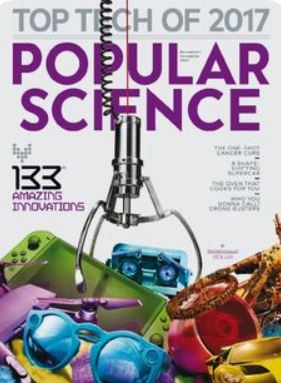 TOP TECH OF 2017
POPULAR
SCIENCE
133
AMAZING
INNOVATIONS
THE ONE-SHOT
CANCER CURE
A SHAPE-
SHIFTING
SUPERCAR
THE OVEN THAT
COOKS FOR YOU
WHO YOU
GONNA CALL?
DRONE BUSTERS